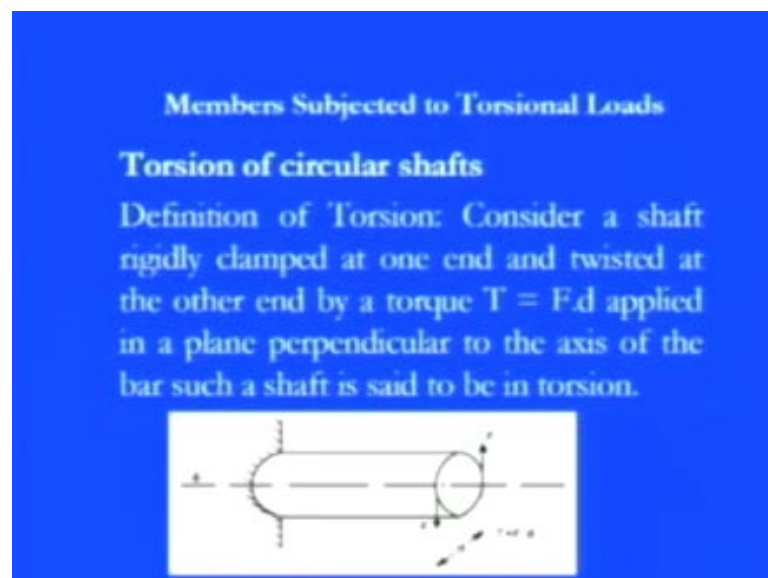 Members Subjected to Torsional Loads
Torsion of circular shafts
Definition of Torsion: Consider a shaft
rigidly clamped at one end and twisted at
the other end by a torque T = F.d applied
in a plane perpendicular to the axis of the
bar such a shaft is said to be in torsion.